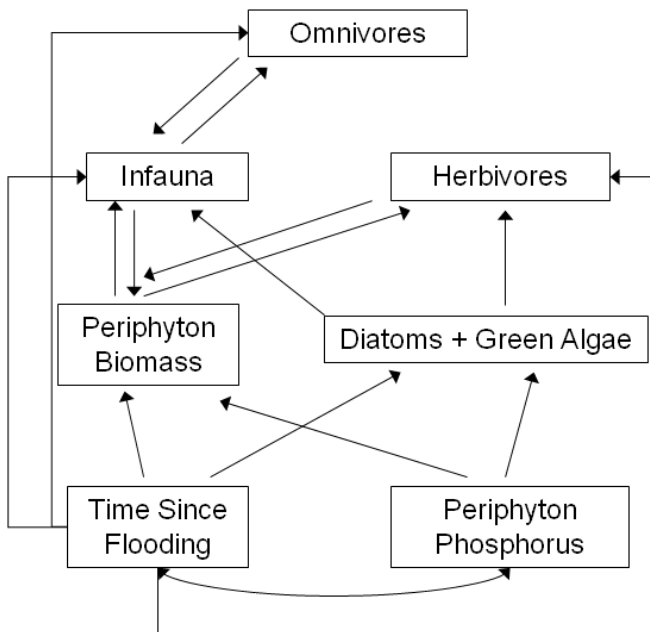 Omnivores
Infauna
Herbivores
Periphyton
Biomass
Diatoms + Green Algae
Time Since
Flooding
Periphyton
Phosphorus